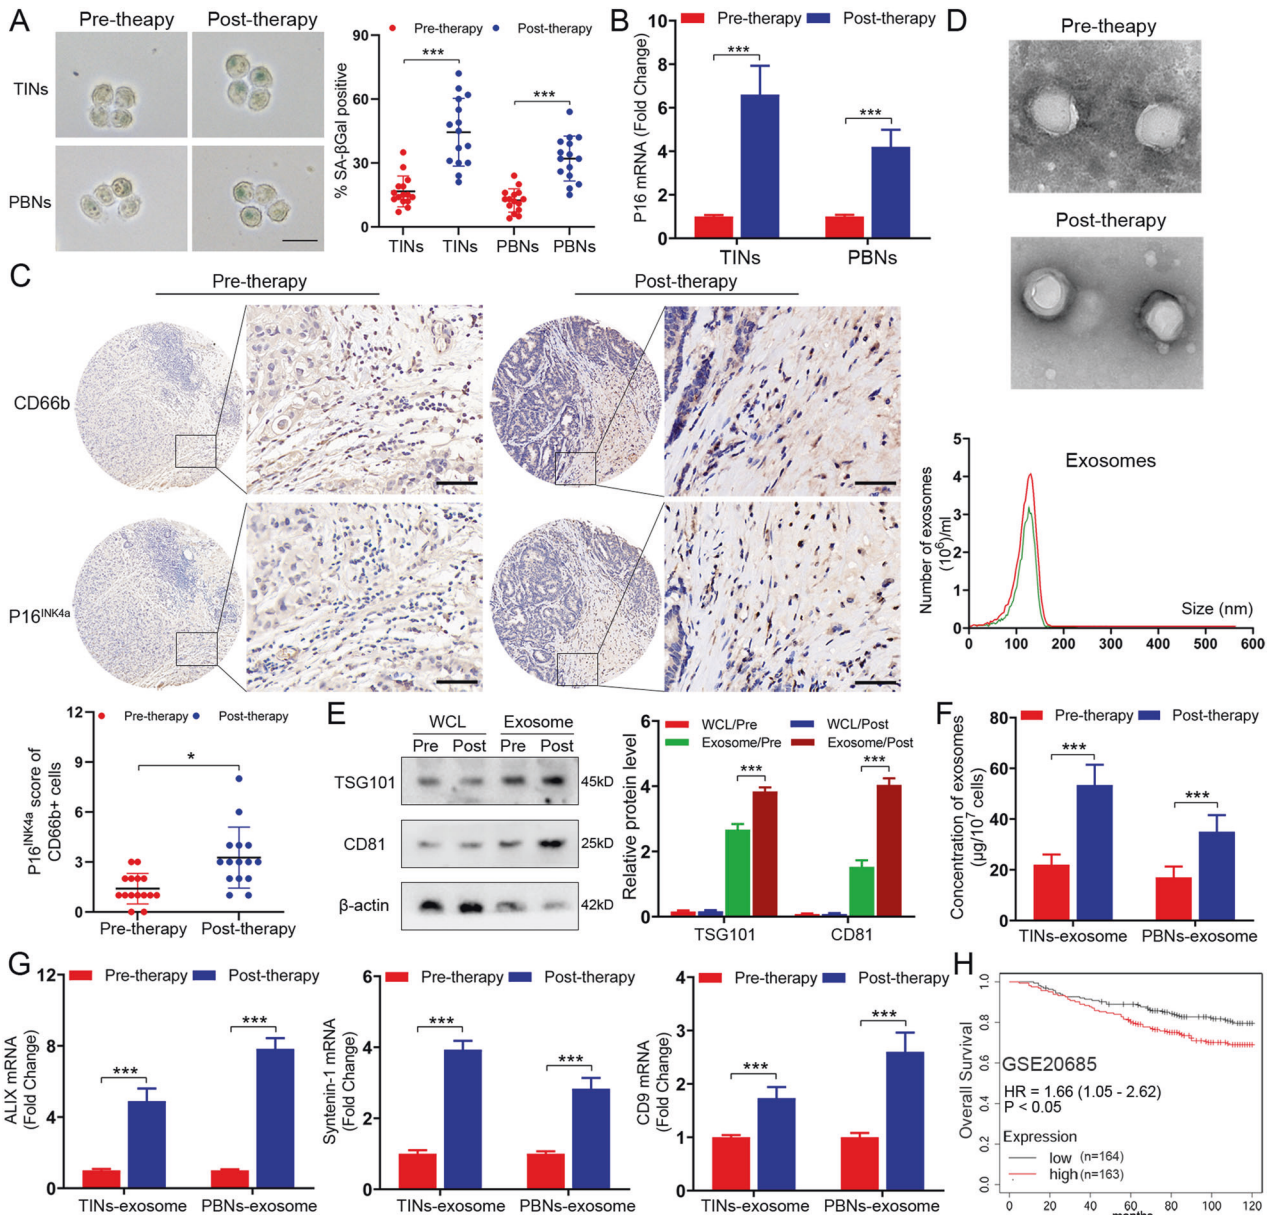 A
Pre-theapy
Post-therapy
TINs
PBNs
Pre-therapy
Post-therapy
% SA-βGal positive
90
60
30
0
***
***
TINs
TINs
PBNs
PBNs
B
Pre-therapy
Post-therapy
P16 mRNA (Fold Change)
10
8
6
4
2
0
***
***
TINs
PBNs
D
Pre-theapy
Post-therapy
Number of exosomes
(10⁶)/ml
Exosomes
5
4
3
2
1
0
Size (nm)
0
100
200
300
400
500
600
C
Pre-therapy
Post-therapy
CD66b
P16INK4a
Pre-therapy
Post-therapy
P16INK4a score of
CD66b+ cells
12
9
6
3
0
*
Pre-therapy
Post-therapy
E
WCL
Exosome
Pre
Post
Pre
Post
TSG101
45kD
CD81
25kD
β-actin
42kD
WCL/Pre
WCL/Post
Exosome/Pre
Exosome/Post
Relative protein level
6
4
2
0
***
***
TSG101
CD81
F
Pre-therapy
Post-therapy
Concentration of exosomes
(μg/10⁷ cells)
80
60
40
20
0
***
***
TINs-exosome
PBNs-exosome
G
Pre-therapy
Post-therapy
ALIX mRNA
(Fold Change)
12
8
4
0
***
***
TINs-exosome
PBNs-exosome
Pre-therapy
Post-therapy
Syntenin-1 mRNA
(Fold Change)
6
4
2
0
***
***
TINs-exosome
PBNs-exosome
Pre-therapy
Post-therapy
CD9 mRNA
(Fold Change)
4
3
2
1
0
***
***
TINs-exosome
PBNs-exosome
H
Overall Survival
1.0
0.8
0.6
0.4
0.2
0.0
GSE20685
HR = 1.66 (1.05 - 2.62)
P < 0.05
Expression
low (n=164)
high (n=163)
0
20
40
60
80
100
120
months